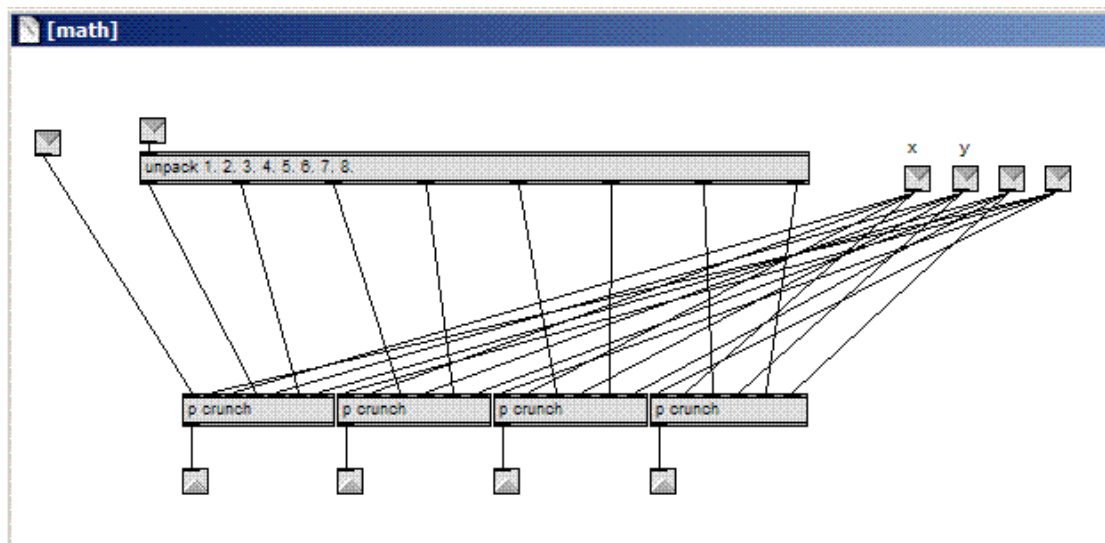 [math]
x y
unpack 1. 2. 3. 4. 5. 6. 7. 8.
p crunch p crunch p crunch p crunch